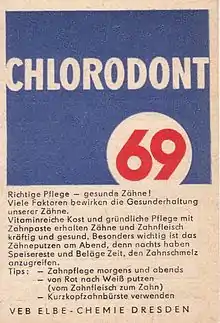 CHLORODONT
69
Richtige Pflege – gesunde Zähne!
Viele Faktoren bewirken die Gesunderhaltung
unserer Zähne.
Vitaminreiche Kost und gründliche Pflege mit
Zahnpaste erhalten Zähne und Zahnfleisch
kräftig und gesund. Besonders wichtig ist das
Zähneputzen am Abend, denn nachts haben
Speisereste und Beläge Zeit, den Zahnschmelz
anzugreifen.
Tips: – Zahnpflege morgens und abends
– von Rot nach Weiß putzen
(vom Zahnfleisch zum Zahn)
– Kurzkopfzahnbürste verwenden
VEB ELBE-CHEMIE DRESDEN